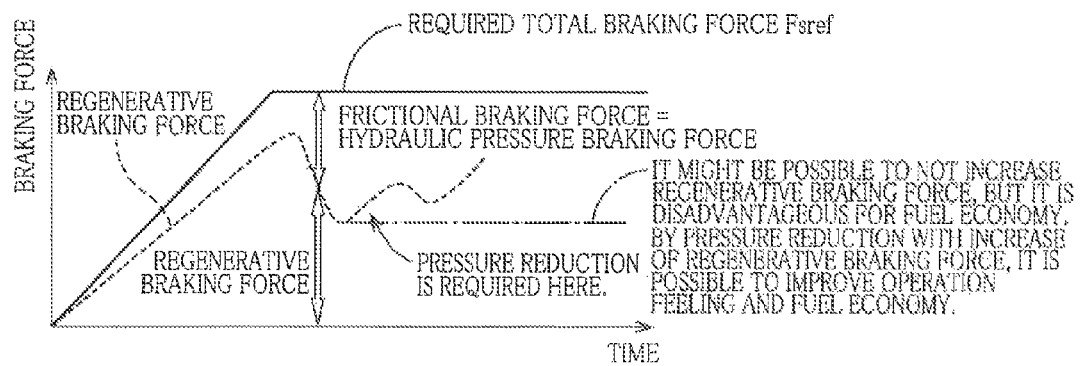 REQUIRED TOTAL BRAKING FORCE Fsref
BRAKING FORCE
REGENERATIVE
BRAKING FORCE
FRICTIONAL BRAKING FORCE =
HYDRAULIC PRESSURE BRAKING
FORCE
IT MIGHT BE POSSIBLE TO NOT INCREASE
REGENERATIVE BRAKING FORCE, BUT IT IS
DISADVANTAGEOUS FOR FUEL ECONOMY.
BY PRESSURE REDUCTION WITH INCREASE
OF REGENERATIVE BRAKING FORCE, IT IS
POSSIBLE TO IMPROVE OPERATION
FEELING AND FUEL ECONOMY.
REGENERATIVE
BRAKING FORCE
PRESSURE REDUCTION
IS REQUIRED HERE.
TIME